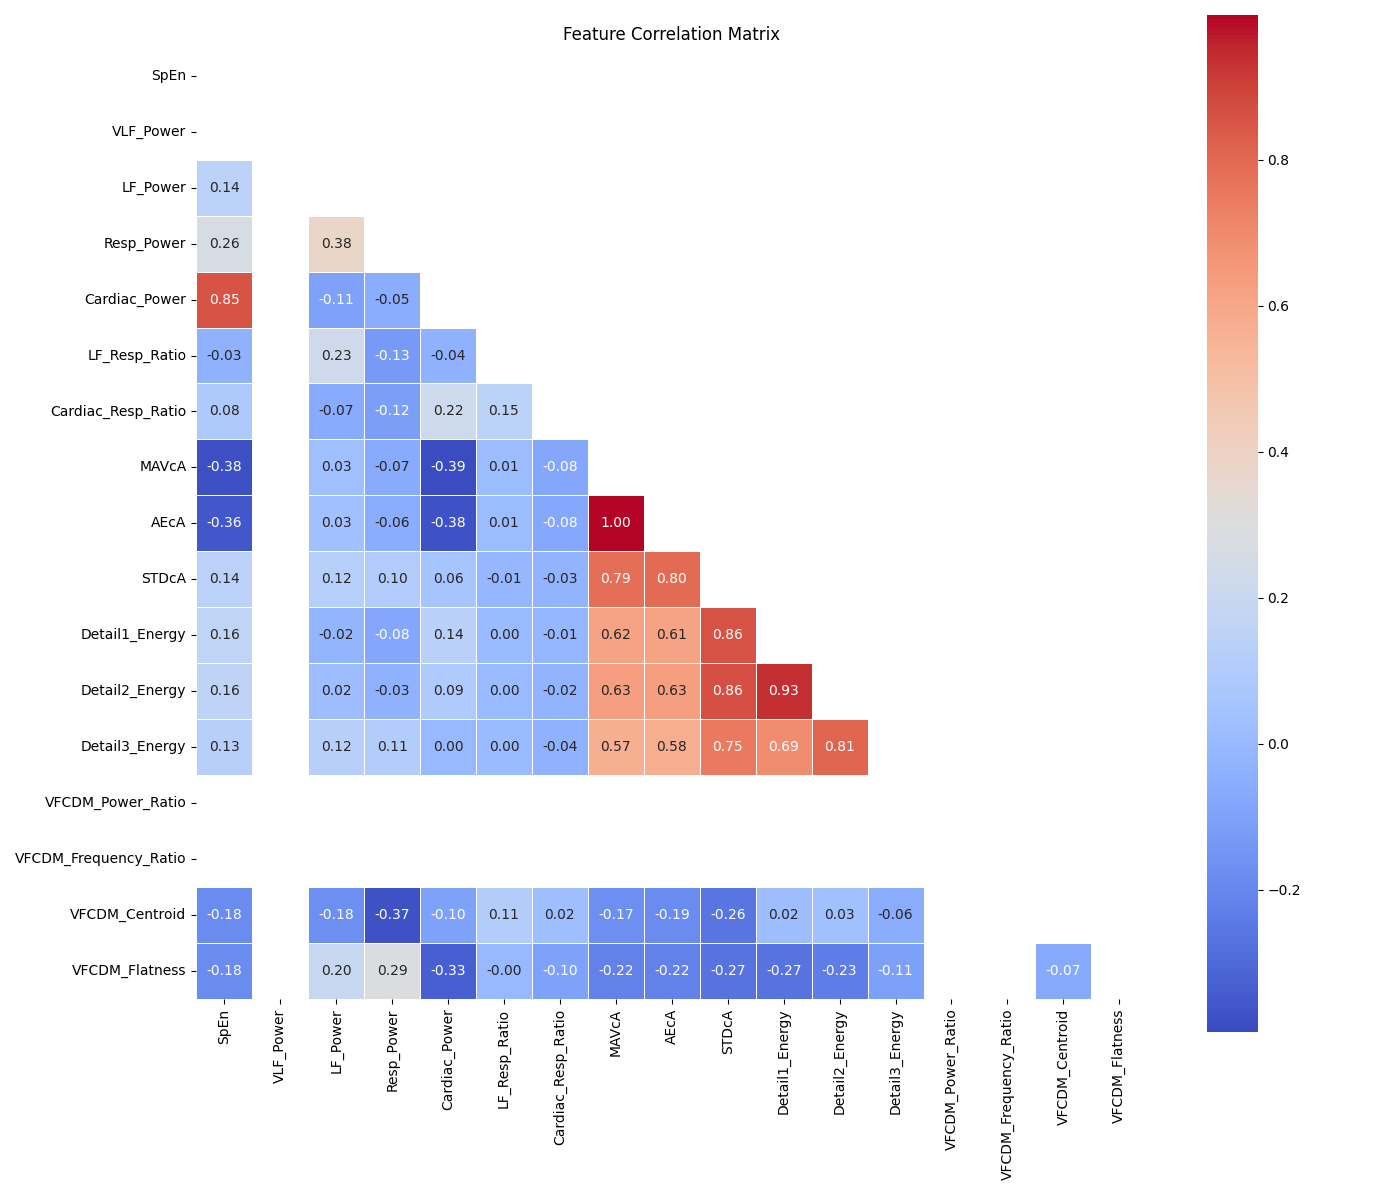 Feature Correlation Matrix
SpEn
VLF_Power
LF_Power 0.14
Resp_Power 0.26 0.38
Cardiac_Power 0.85 -0.11 -0.05
LF_Resp_Ratio -0.03 0.23 -0.13 -0.04
Cardiac_Resp_Ratio 0.08 -0.07 -0.12 0.22 0.15
MAVcA -0.38 0.03 -0.07 -0.39 0.01 -0.08
AEcA -0.36 0.03 -0.06 -0.38 0.01 -0.08 1.00
STDcA 0.14 0.12 0.10 0.06 -0.01 -0.03 0.79 0.80
Detail1_Energy 0.16 -0.02 -0.08 0.14 0.00 -0.01 0.62 0.61 0.86
Detail2_Energy 0.16 0.02 -0.03 0.09 0.00 -0.02 0.63 0.63 0.86 0.93
Detail3_Energy 0.13 0.12 0.11 0.00 0.00 -0.04 0.57 0.58 0.75 0.69 0.81
VFCDM_Power_Ratio
VFCDM_Frequency_Ratio
VFCDM_Centroid -0.18 -0.18 -0.37 -0.10 0.11 0.02 -0.17 -0.19 -0.26 0.02 0.03 -0.06
VFCDM_Flatness -0.18 0.20 0.29 -0.33 -0.00 -0.10 -0.22 -0.22 -0.27 -0.27 -0.23 -0.11 -0.07
SpEn
VLF_Power
LF_Power
Resp_Power
Cardiac_Power
LF_Resp_Ratio
Cardiac_Resp_Ratio
MAVcA
AEcA
STDcA
Detail1_Energy
Detail2_Energy
Detail3_Energy
VFCDM_Power_Ratio
VFCDM_Frequency_Ratio
VFCDM_Centroid
VFCDM_Flatness
0.8
0.6
0.4
0.2
0.0
−0.2